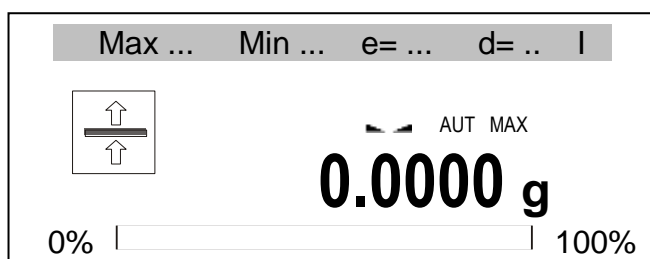 Max ... Min ... e= ... d= .. I
AUT MAX
0.0000 g
0% 100%